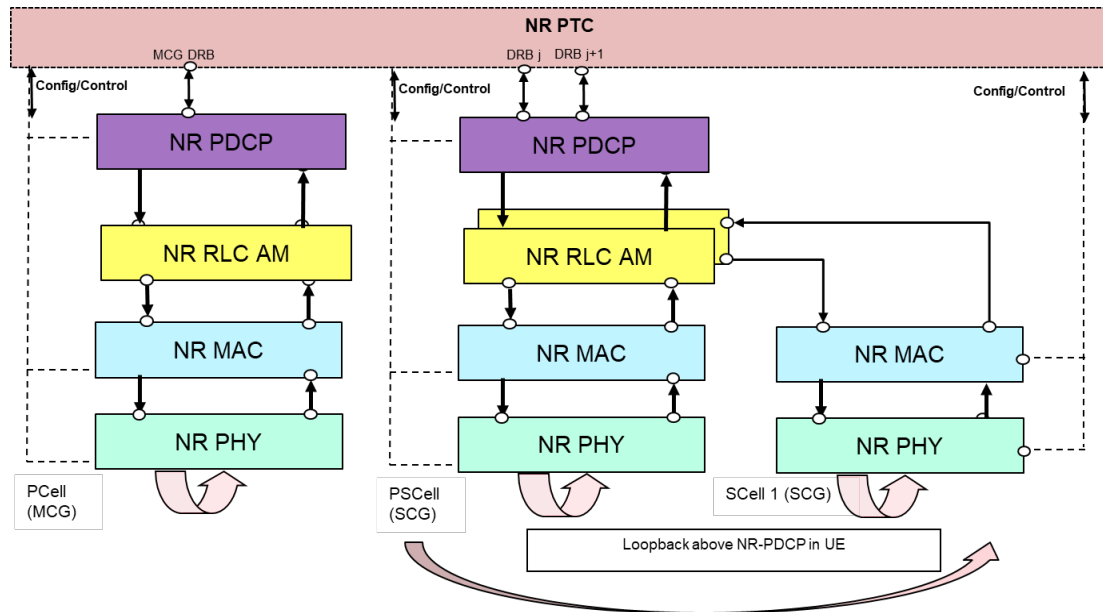 NR PTC
MCG DRB
DRB j
DRB j+1
Config/Control
Config/Control
Config/Control
NR PDCP
NR PDCP
NR RLC AM
NR RLC AM
NR MAC
NR MAC
NR MAC
NR PHY
NR PHY
NR PHY
PCell
(MCG)
PSCell
(SCG)
SCell 1 (SCG)
Loopback above NR-PDCP in UE